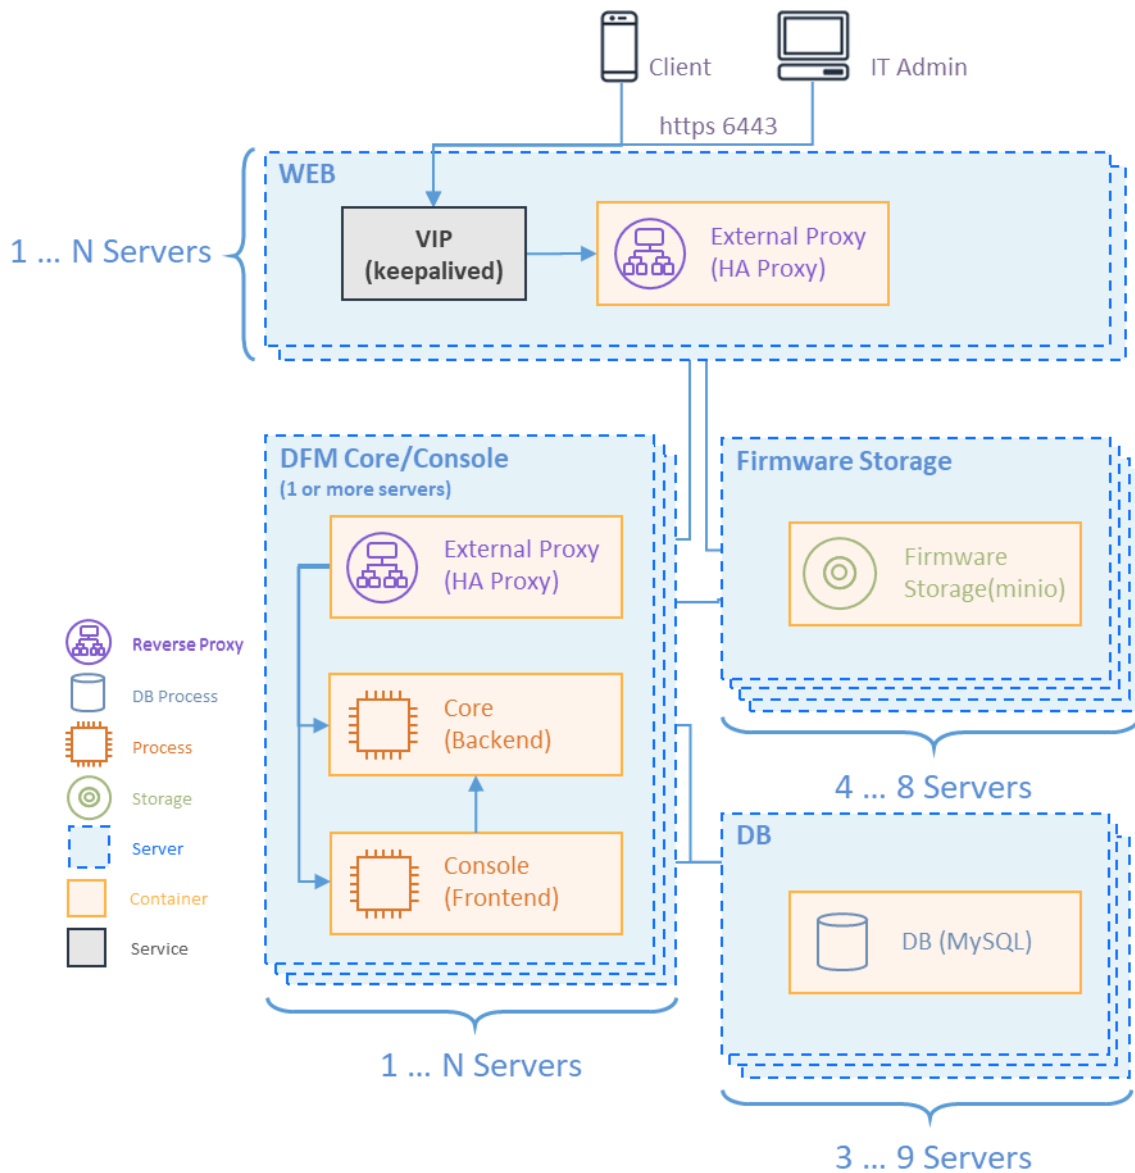 Client
IT Admin
https 6443
WEB
1 ... N Servers
VIP
(keepalived)
External Proxy
(HA Proxy)
DFM Core/Console
(1 or more servers)
External Proxy
(HA Proxy)
Core
(Backend)
Console
(Frontend)
1 ... N Servers
Firmware Storage
Firmware
Storage(minio)
4 ... 8 Servers
DB
DB (MySQL)
3 ... 9 Servers
Reverse Proxy
DB Process
Process
Storage
Server
Container
Service